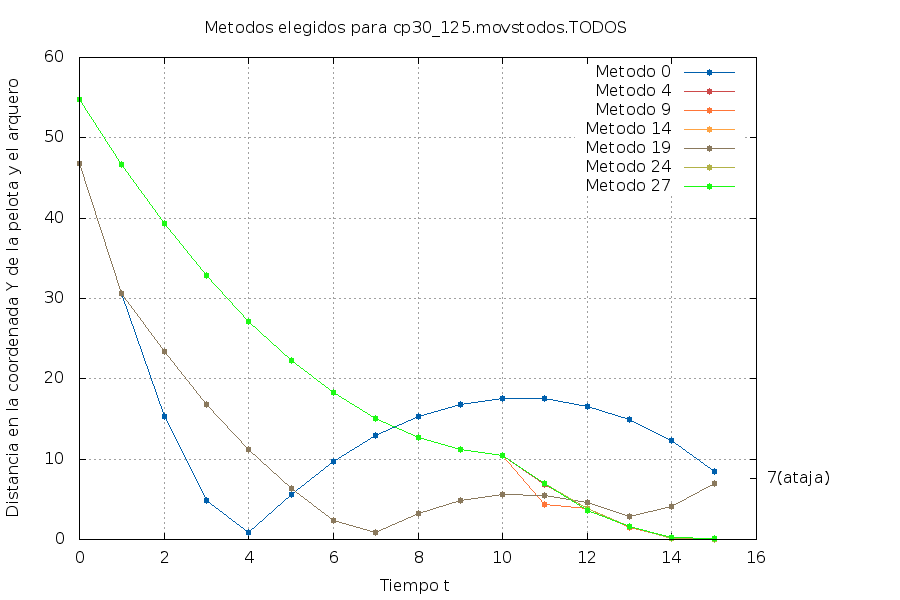 Metodos elegidos para cp30_125.movstodos.TODOS
Distancia en la coordenada Y de la pelota y el arquero
60
50
40
30
20
10
0
Metodo 0
Metodo 4
Metodo 9
Metodo 14
Metodo 19
Metodo 24
Metodo 27
7(ataja)
0 2 4 6 8 10 12 14 16
Tiempo t